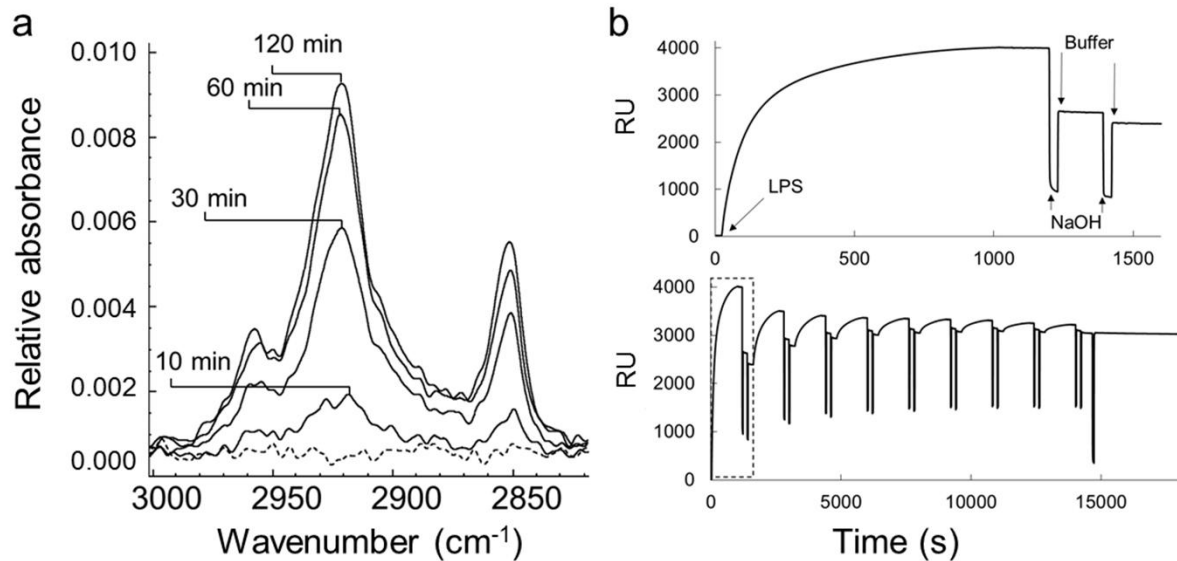 a
0.010
0.008
0.006
0.004
0.002
0.000
Relative absorbance
120 min
60 min
30 min
10 min
3000
2950
2900
2850
Wavenumber (cm⁻¹)
b
4000
3000
2000
1000
0
RU
LPS
Buffer
NaOH
0
500
1000
1500
4000
3000
2000
1000
0
RU
0
5000
10000
15000
Time (s)